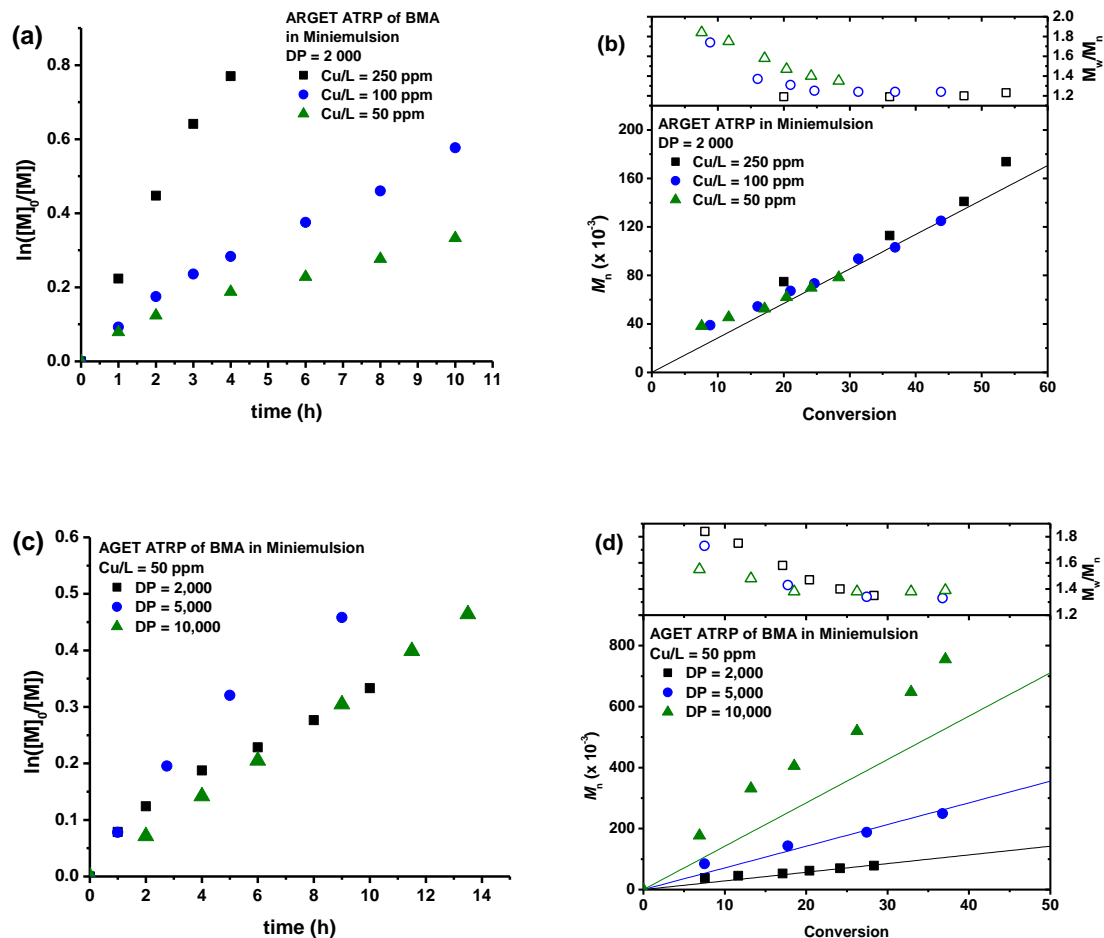 (a)
ARGET ATRP of BMA
in Miniemulsion
DP = 2 000
Cu/L = 250 ppm
Cu/L = 100 ppm
Cu/L = 50 ppm
0.8
0.6
0.4
0.2
0.0
ln([M]0/[M])
0 1 2 3 4 5 6 7 8 9 10 11
time (h)
(b)
2.0
1.8
1.6
1.4
1.2
Mw/Mn
ARGET ATRP in Miniemulsion
DP = 2 000
Cu/L = 250 ppm
Cu/L = 100 ppm
Cu/L = 50 ppm
200
160
120
80
40
0
Mn (x 10-3)
0 10 20 30 40 50 60
Conversion
(c)
AGET ATRP of BMA in Miniemulsion
Cu/L = 50 ppm
DP = 2,000
DP = 5,000
DP = 10,000
0.6
0.5
0.4
0.3
0.2
0.1
0.0
ln([M]0/[M])
0 2 4 6 8 10 12 14
time (h)
(d)
1.8
1.6
1.4
1.2
Mw/Mn
AGET ATRP of BMA in Miniemulsion
Cu/L = 50 ppm
DP = 2,000
DP = 5,000
DP = 10,000
800
600
400
200
0
Mn (x 10-3)
0 10 20 30 40 50
Conversion